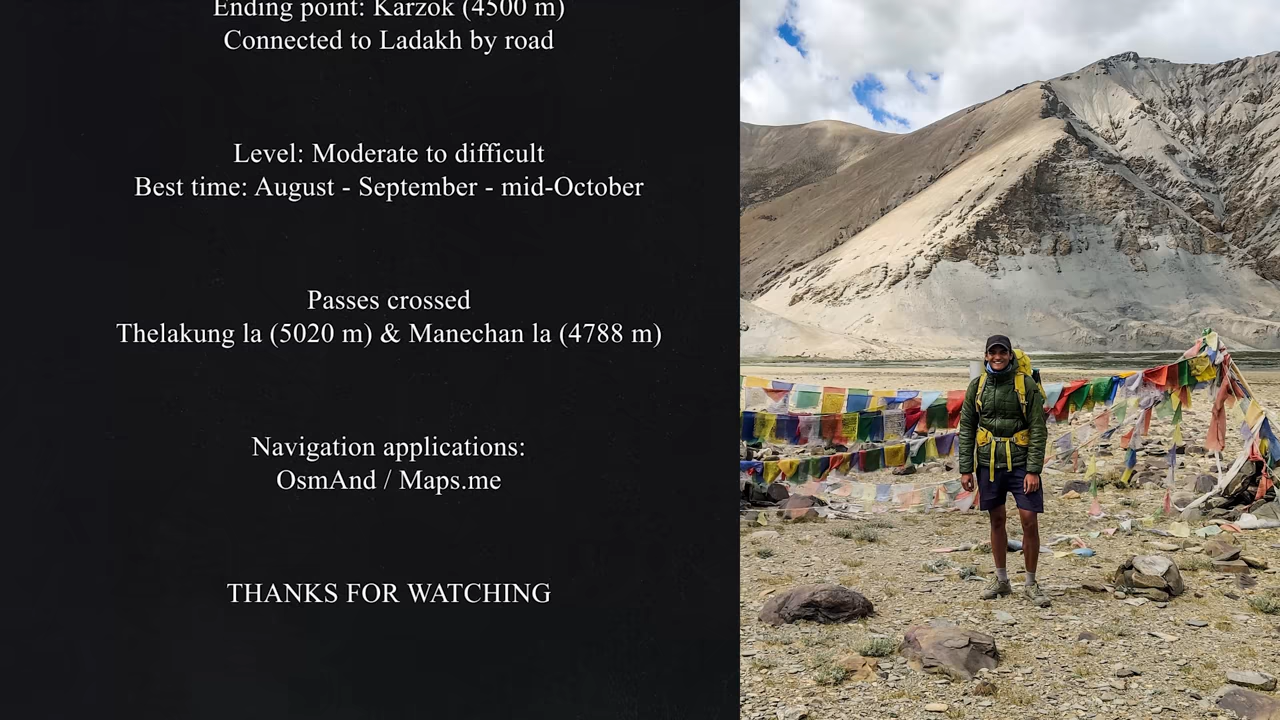 Ending point: Karzok (4500 m)
Connected to Ladakh by road
Level: Moderate to difficult
Best time: August - September - mid-October
Passes crossed
Thelakung la (5020 m) & Manechan la (4788 m)
Navigation applications:
OsmAnd / Maps.me
THANKS FOR WATCHING